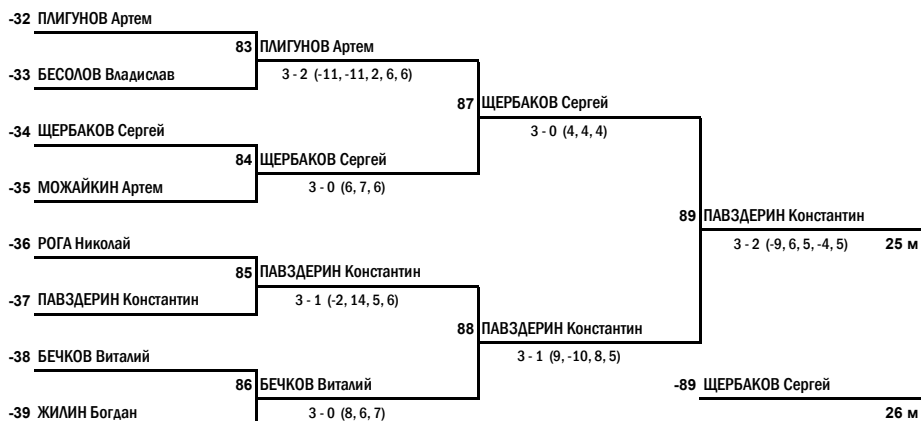 -32 ПЛИГУНОВ Артем
83 ПЛИГУНОВ Артем
-33 БЕСОЛОВ Владислав
3 - 2 (-11, -11, 2, 6, 6)
87 ЩЕРБАКОВ Сергей
-34 ЩЕРБАКОВ Сергей
3 - 0 (4, 4, 4)
84 ЩЕРБАКОВ Сергей
-35 МОЖАЙКИН Артем
3 - 0 (6, 7, 6)
89 ПАВЗДЕРИН Константин
-36 РОГА Николай
3 - 2 (-9, 6, 5, -4, 5) 25 м
85 ПАВЗДЕРИН Константин
-37 ПАВЗДЕРИН Константин
3 - 1 (-2, 14, 5, 6)
88 ПАВЗДЕРИН Константин
-38 БЕЧКОВ Виталий
3 - 1 (9, -10, 8, 5)
86 БЕЧКОВ Виталий
-89 ЩЕРБАКОВ Сергей
-39 ЖИЛИН Богдан
3 - 0 (8, 6, 7)
26 м